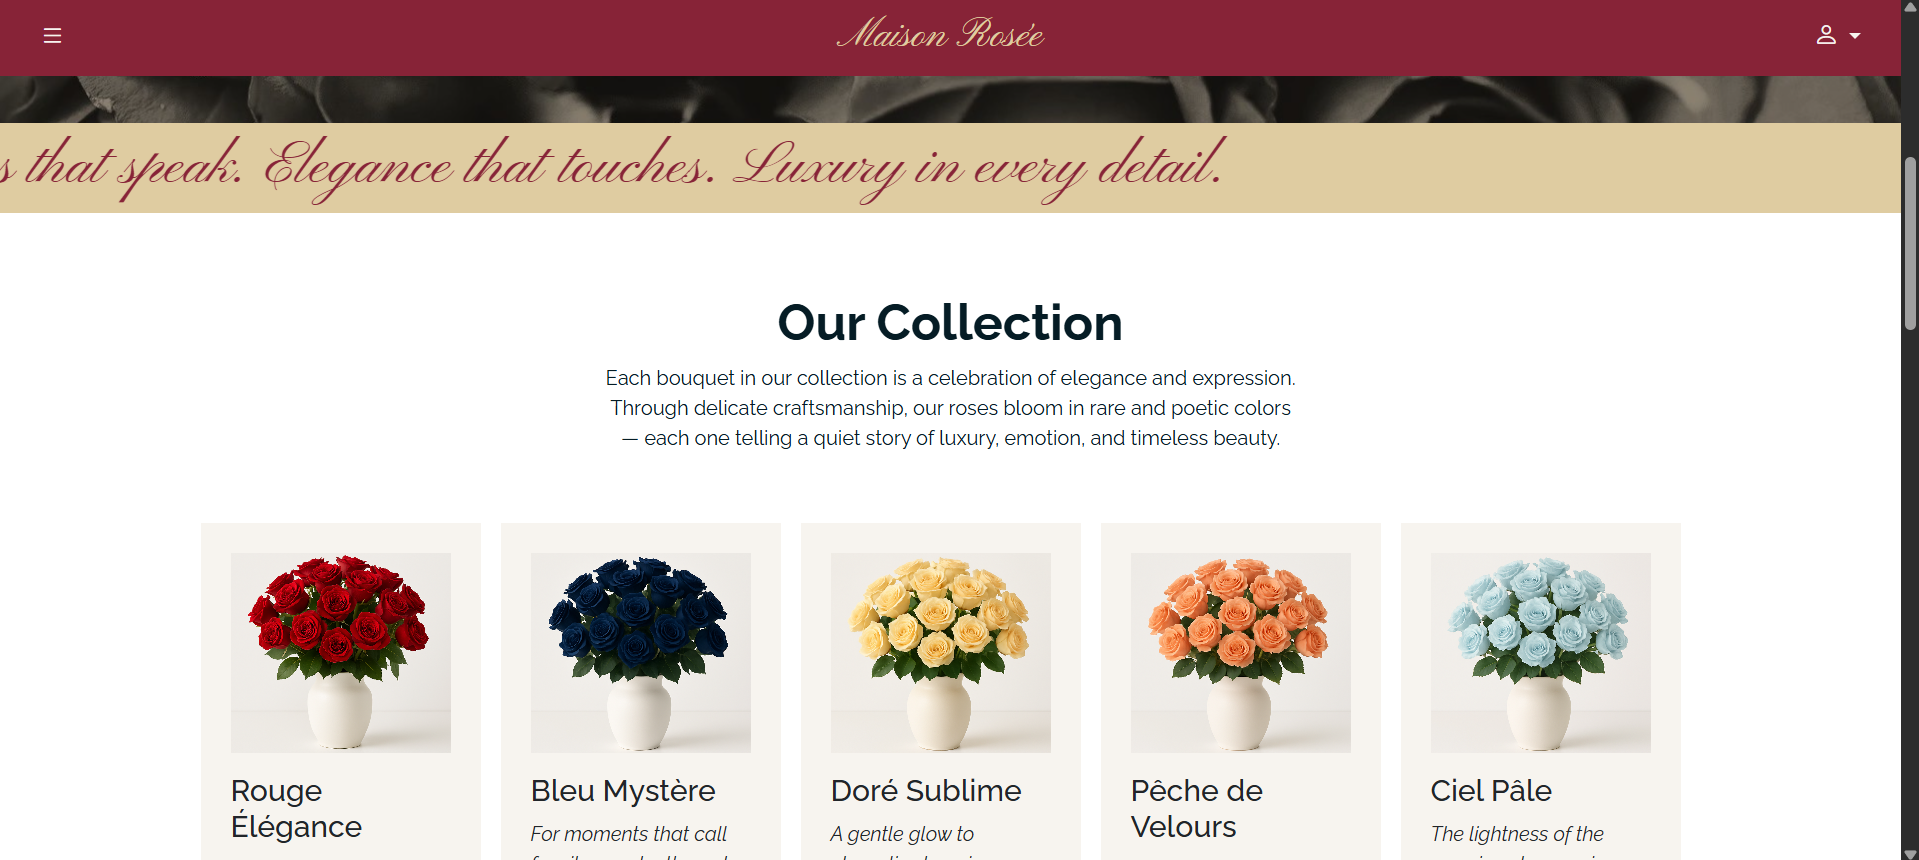 Maison Rosée
that speak. Elegance that touches. Luxury in every detail.
Our Collection
Each bouquet in our collection is a celebration of elegance and expression.
Through delicate craftsmanship, our roses bloom in rare and poetic colors
— each one telling a quiet story of luxury, emotion, and timeless beauty.
Rouge
Élégance
Bleu Mystère
For moments that call
Doré Sublime
A gentle glow to
Pêche de
Velours
Ciel Pâle
The lightness of the